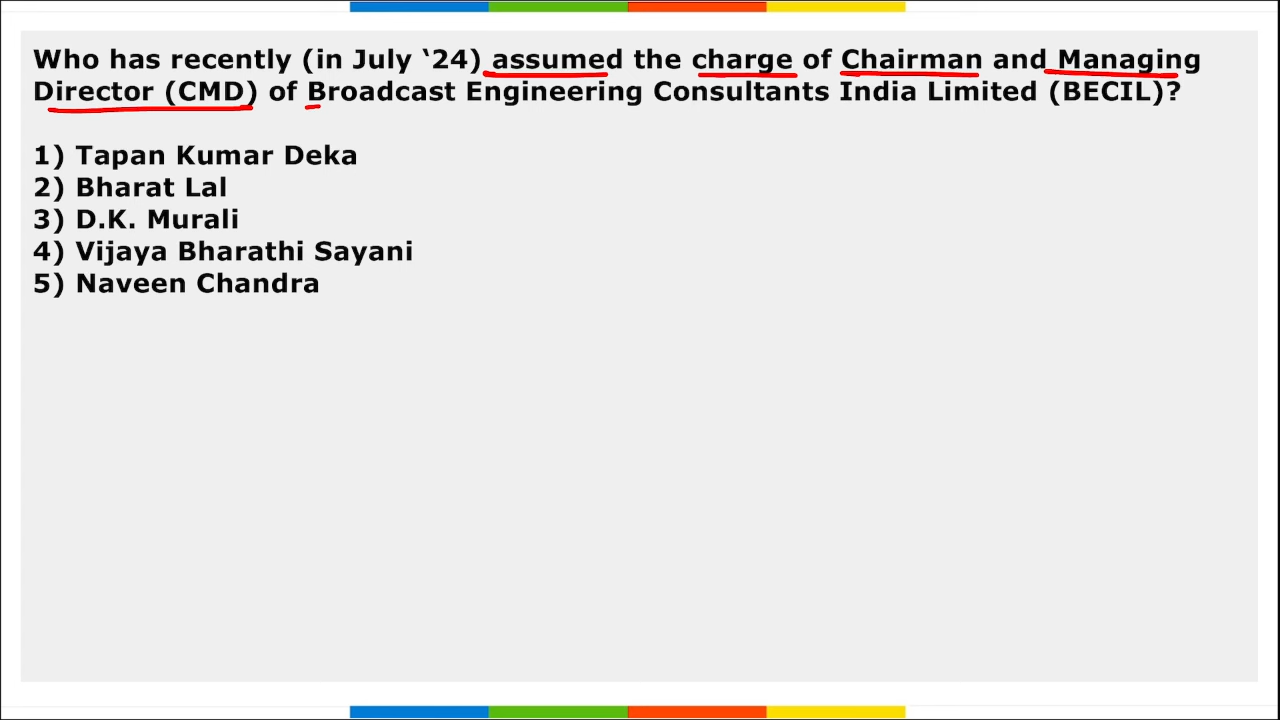 Who has recently (in July ‘24) assumed the charge of Chairman and Managing
Director (CMD) of Broadcast Engineering Consultants India Limited (BECIL)?
1) Tapan Kumar Deka
2) Bharat Lal
3) D.K. Murali
4) Vijaya Bharathi Sayani
5) Naveen Chandra